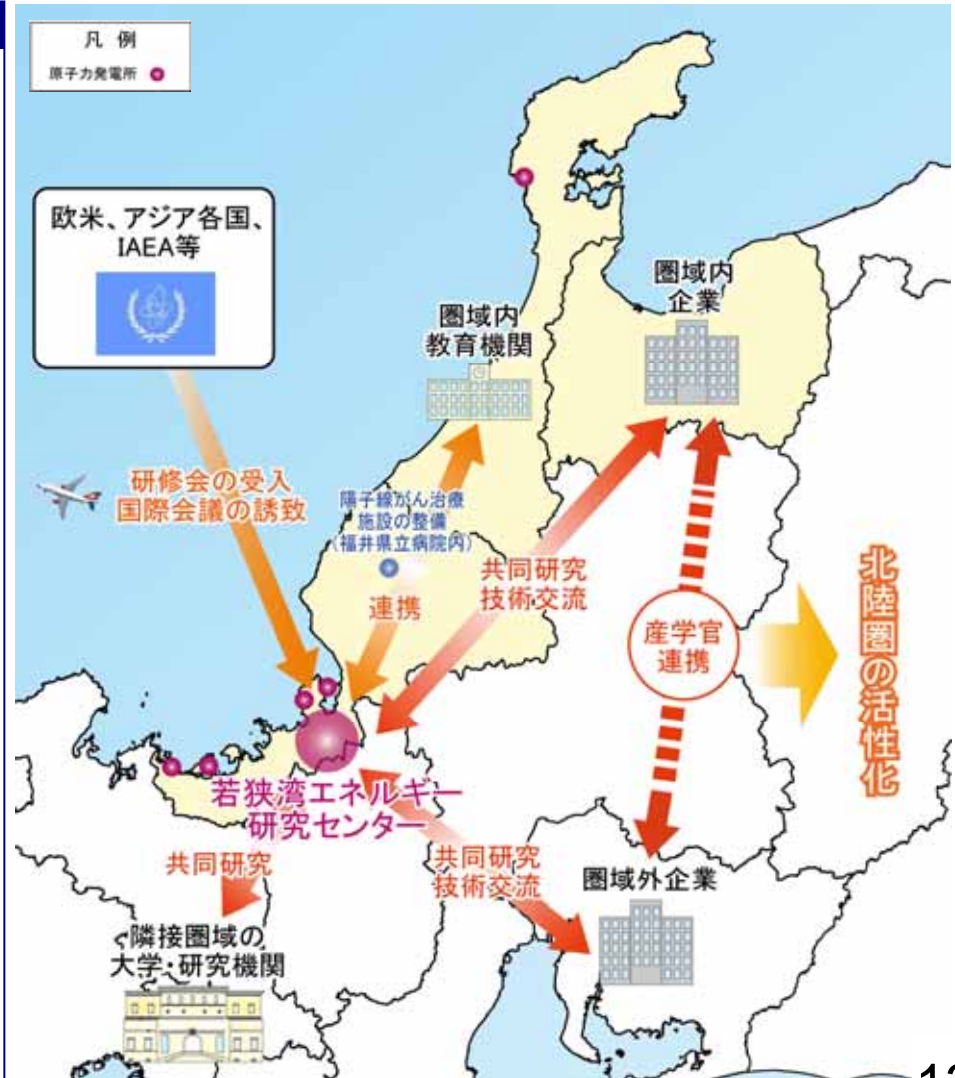 凡 例
原子力発電所
欧米、アジア各国、
IAEA等
圏域内
企業
圏域内
教育機関
研修会の受入
国際会議の誘致
陽子線がん治療
施設の整備
(福井県立病院内)
共同研究
技術交流
連携
産学官
連携
北陸圏の活性化
若狭湾エネルギー
研究センター
共同研究
共同研究
技術交流
圏域外企業
隣接圏域の
大学・研究機関